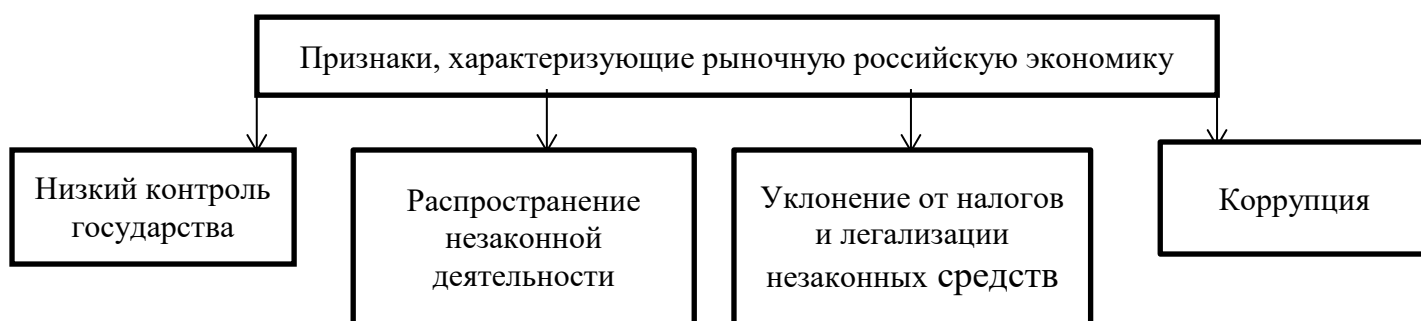 Признаки, характеризующие рыночную российскую экономику
Низкий контроль
государства
Распространение
незаконной
деятельности
Уклонение от налогов
и легализации
незаконных средств
Коррупция